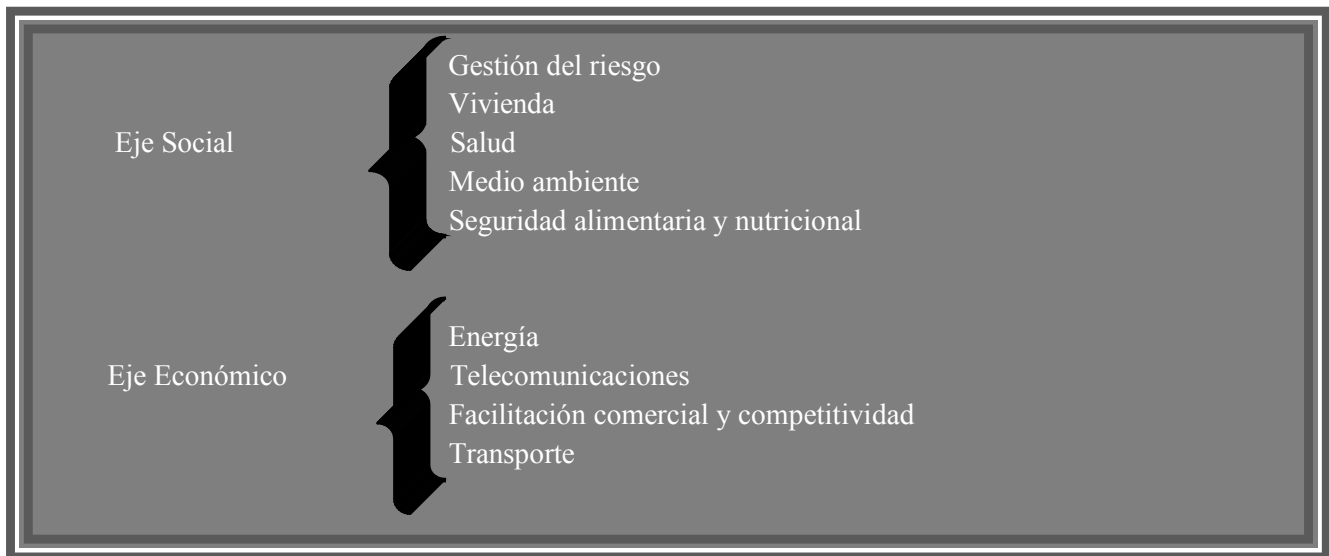 Gestión del riesgo
Vivienda
Eje Social
Salud
Medio ambiente
Seguridad alimentaria y nutricional
Energía
Eje Económico
Telecomunicaciones
Facilitación comercial y competitividad
Transporte